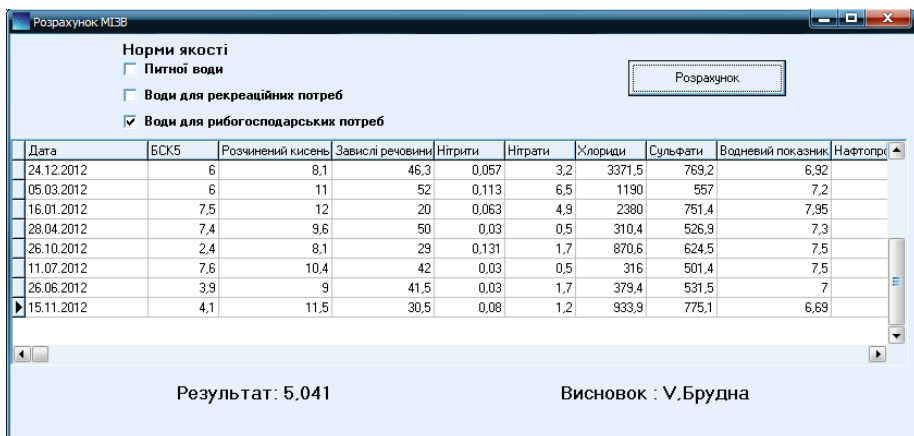 Розрахунок МІЗВ
Норми якості
Питної води
Води для рекреаційних потреб
Води для рибогосподарських потреб
Розрахунок
Дата БСК5 Розчинений кисень Зависли речовини Нітрити Нітрати Хлориди Сульфати Водневий показник Нафтопро
24.12.2012 6 8,1 46,3 0,057 3,2 3371,5 769,2 6,92
05.03.2012 6 11 52 0,113 6,5 1190 557 7,2
16.01.2012 7,5 12 20 0,063 4,9 2380 751,4 7,95
28.04.2012 7,4 9,6 50 0,03 0,5 310,4 526,9 7,3
26.10.2012 2,4 8,1 29 0,131 1,7 870,6 624,5 7,5
11.07.2012 7,6 10,4 42 0,03 0,5 316 501,4 7,5
26.06.2012 3,9 9 41,5 0,03 1,7 379,4 531,5 7
15.11.2012 4,1 11,5 30,5 0,08 1,2 933,9 775,1 6,69
Результат: 5,041 Висновок : V,Брудна